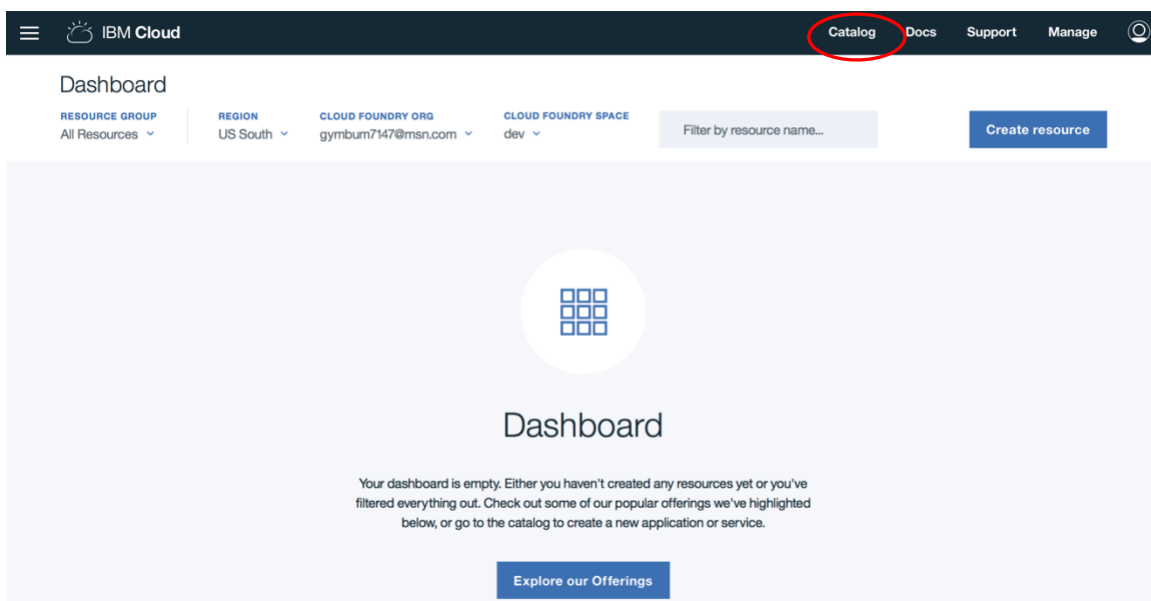 IBM Cloud
Catalog
Docs
Support
Manage
Dashboard
RESOURCE GROUP
All Resources
REGION
US South
CLOUD FOUNDRY ORG
gymbum7147@msn.com
CLOUD FOUNDRY SPACE
dev
Filter by resource name...
Create resource
Dashboard
Your dashboard is empty. Either you haven't created any resources yet or you've
filtered everything out. Check out some of our popular offerings we've highlighted
below, or go to the catalog to create a new application or service.
Explore our Offerings